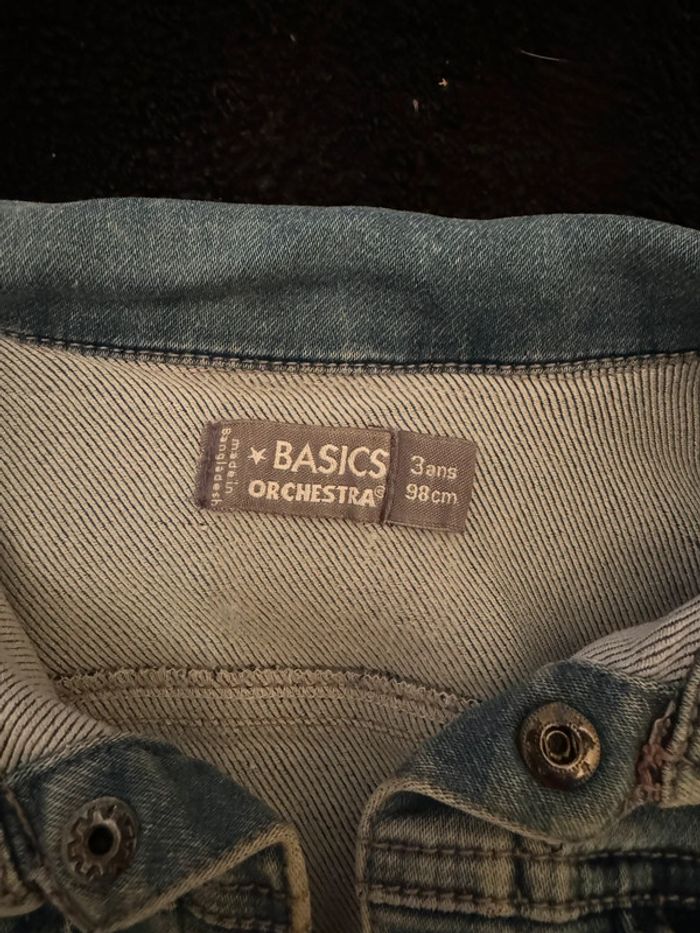 made in
Bangladesh
BASICS
ORCHESTRA®
3ans
98cm